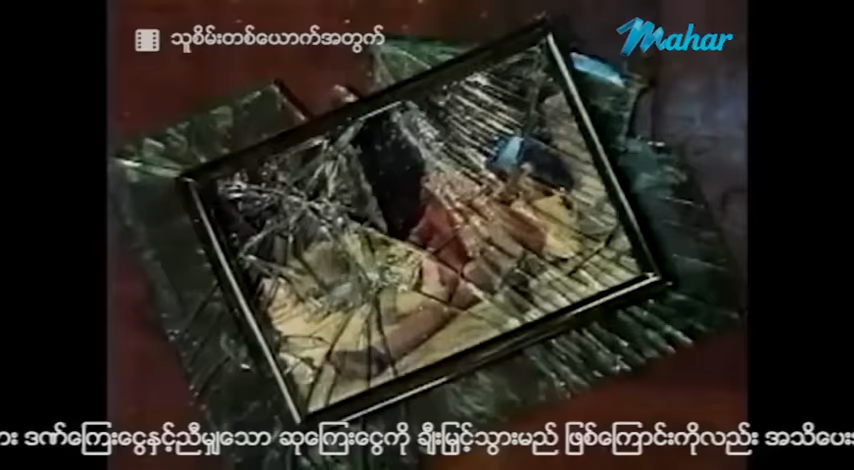 သူစိမ်းတစ်ယောက်အတွက်
Mahar
ဒဏ်ကြေးငွေနှင့်ညီမျှသော ဆုကြေးငွေကို ချီးမြှင့်သွားမည် ဖြစ်ကြောင်းကိုလည်း အသိပေး